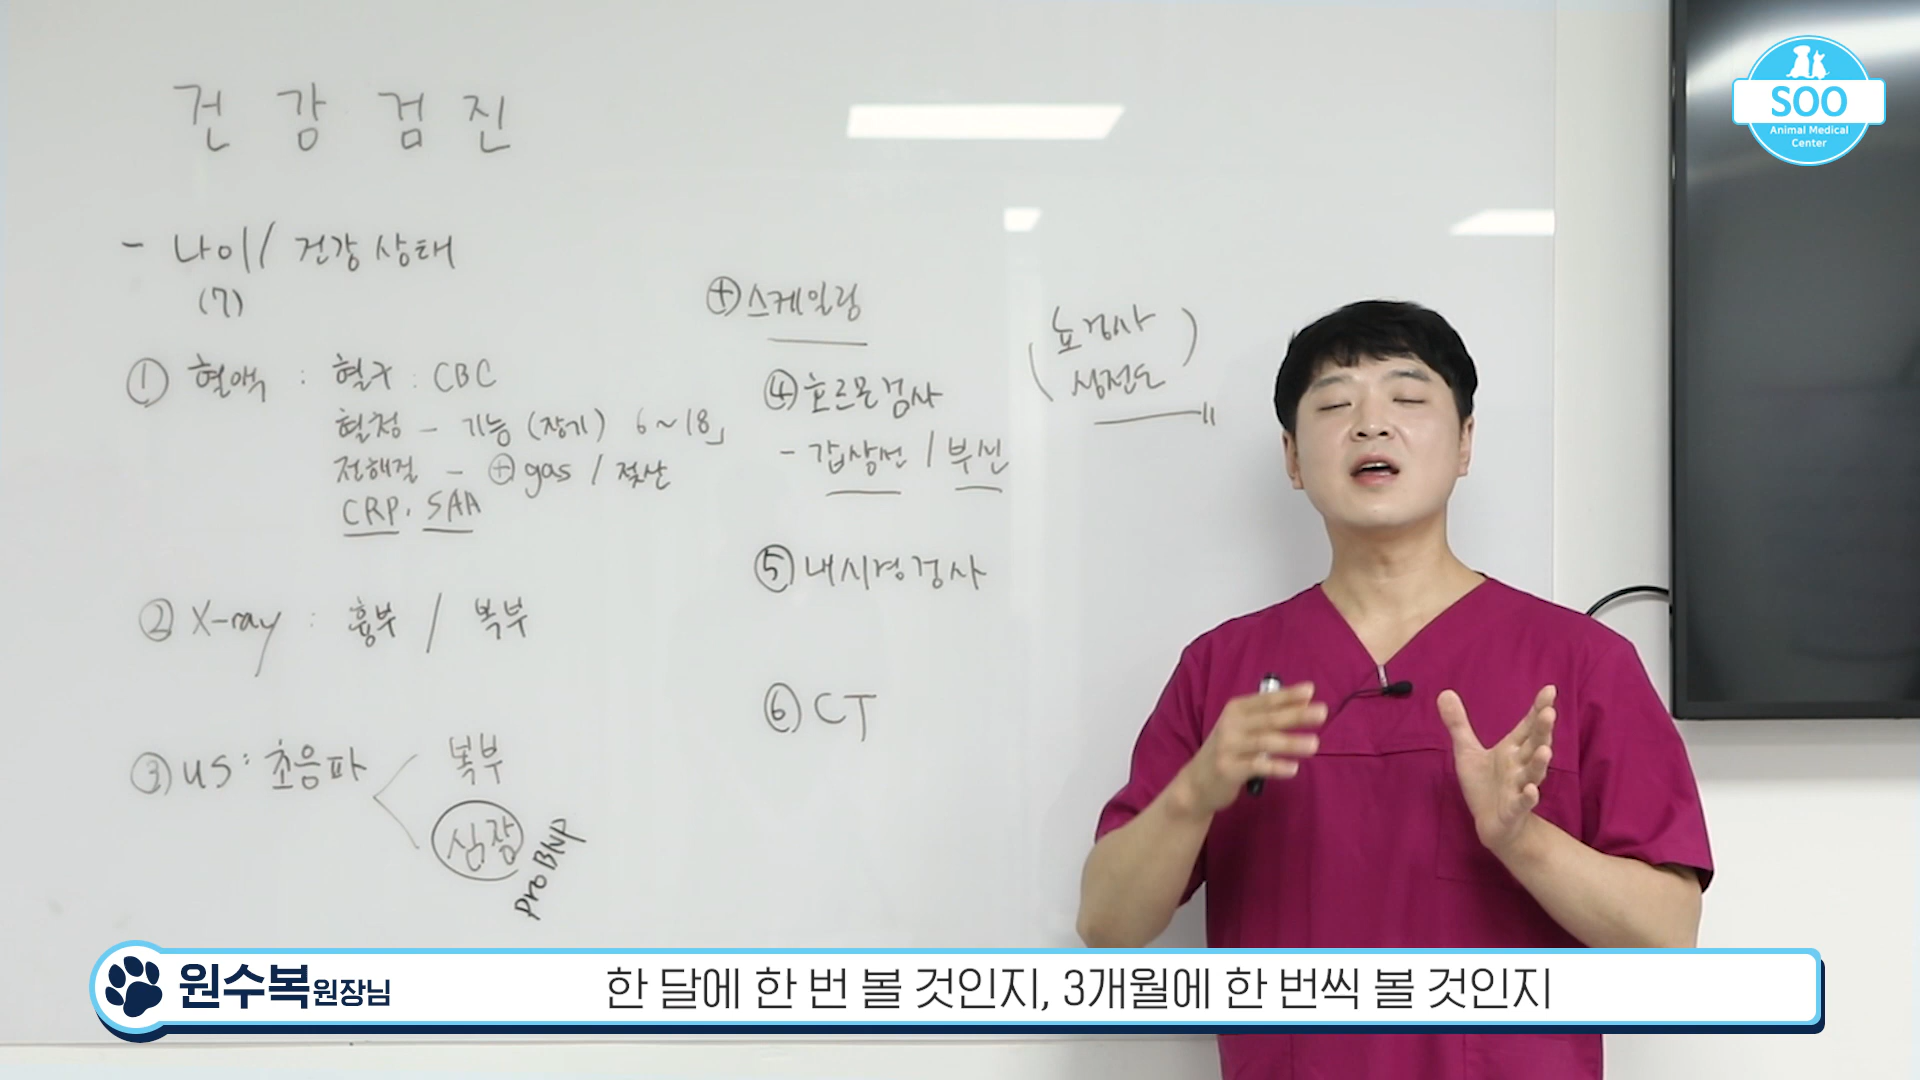 건 강 검 진
- 나이 / 건강상태
(7)
① 혈액 : 혈구 : CBC
혈청 - 기능 (장기) 6~18」
전해질 - ⊕ gas / 젖산
CRP, SAA
② X-ray : 흉부 / 복부
③ US : 초음파
복부
심장
proBNP
⊕ 스케일링
④ 호르몬검사
- 갑상선 / 부신
⑤ 내시경검사
⑥ CT
(뇨검사
심전도)
SOO
Animal Medical
Center
원수복원장님
한 달에 한 번 볼 것인지, 3개월에 한 번씩 볼 것인지